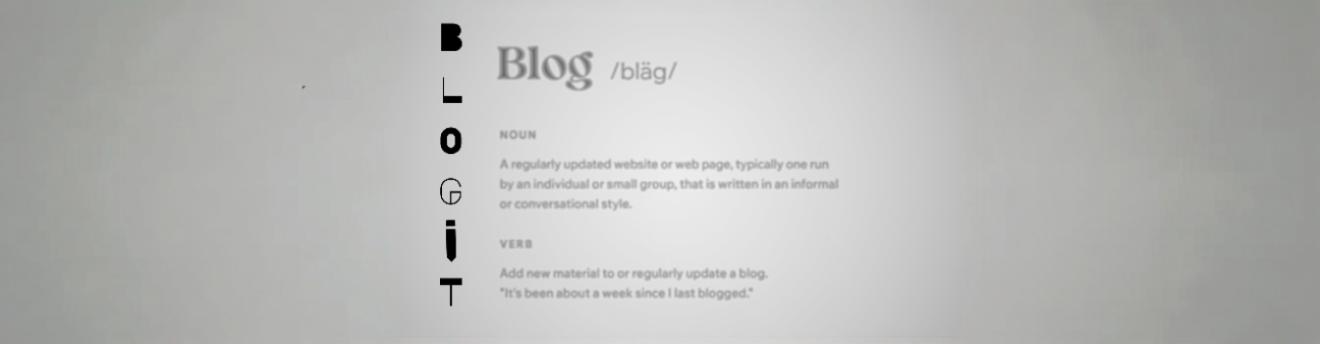 BLOGiT
Blog /bläg/
NOUN
A regularly updated website or web page, typically one run
by an individual or small group, that is written in an informal
or conversational style.
VERB
Add new material to or regularly update a blog.
"It's been about a week since I last blogged."